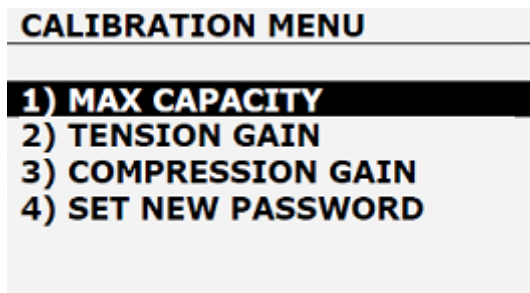 CALIBRATION MENU
1) MAX CAPACITY
2) TENSION GAIN
3) COMPRESSION GAIN
4) SET NEW PASSWORD